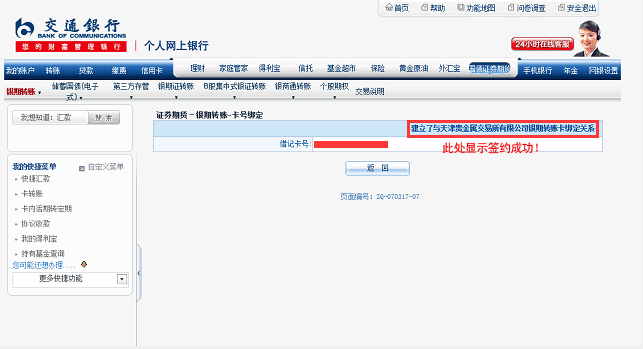 首页 帮助 功能地图 问卷调查 安全退出
交通銀行
BANK OF COMMUNICATIONS
您的财富管理银行
个人网上银行
24小时在线客服
我的账户 转账 贷款 缴费 信用卡 理财 家庭管家 得利宝 信托 基金超市 保险 黄金原油 外汇宝 国债证券期货 手机银行 年金 网银设置
银期转账 储蓄国债(电子式) 第三方存管 银期证转账 B股集中式银证转账 银商通转账 个股期权 交易说明
我想知道：汇款 搜 索
证券期货－银期转账-卡号绑定
建立了与天津贵金属交易所有限公司银期转账卡绑定关系
借记卡号:
此处显示签约成功！
返 回
页面编号: ZQ-070317-07
我的快捷菜单 自定义菜单
快捷汇款
卡转账
卡内活期转定期
协议收款
我的得利宝
持有基金查询
您可能还想办理....
更多快捷功能